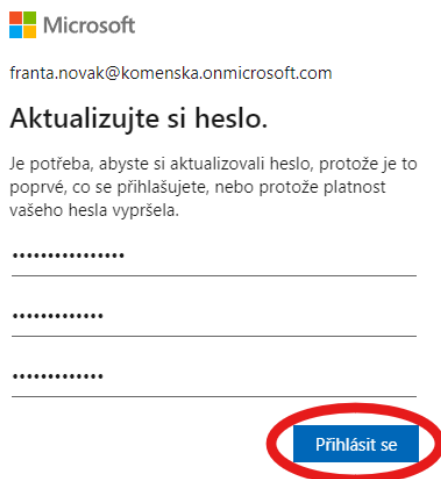 Microsoft
franta.novak@komenska.onmicrosoft.com
Aktualizujte si heslo.
Je potřeba, abyste si aktualizovali heslo, protože je to
poprvé, co se přihlašujete, nebo protože platnost
vašeho hesla vypršela.
Přihlásit se